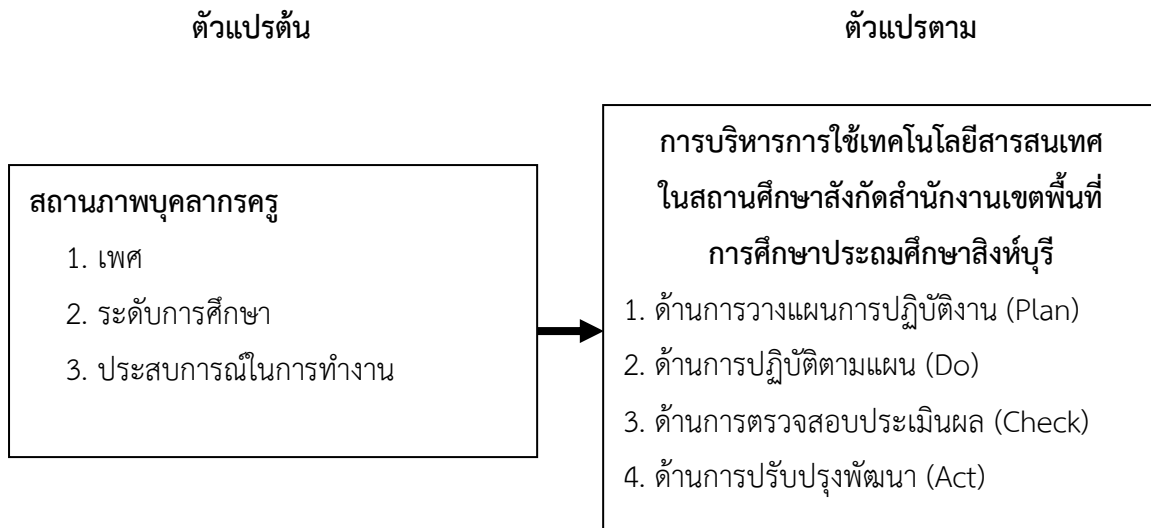 ตัวแปรต้น
ตัวแปรตาม
สถานภาพบุคลากรครู
1. เพศ
2. ระดับการศึกษา
3. ประสบการณ์ในการทำงาน
การบริหารการใช้เทคโนโลยีสารสนเทศ
ในสถานศึกษาสังกัดสำนักงานเขตพื้นที่
การศึกษาประถมศึกษาสิงห์บุรี
1. ด้านการวางแผนการปฏิบัติงาน (Plan)
2. ด้านการปฏิบัติตามแผน (Do)
3. ด้านการตรวจสอบประเมินผล (Check)
4. ด้านการปรับปรุงพัฒนา (Act)